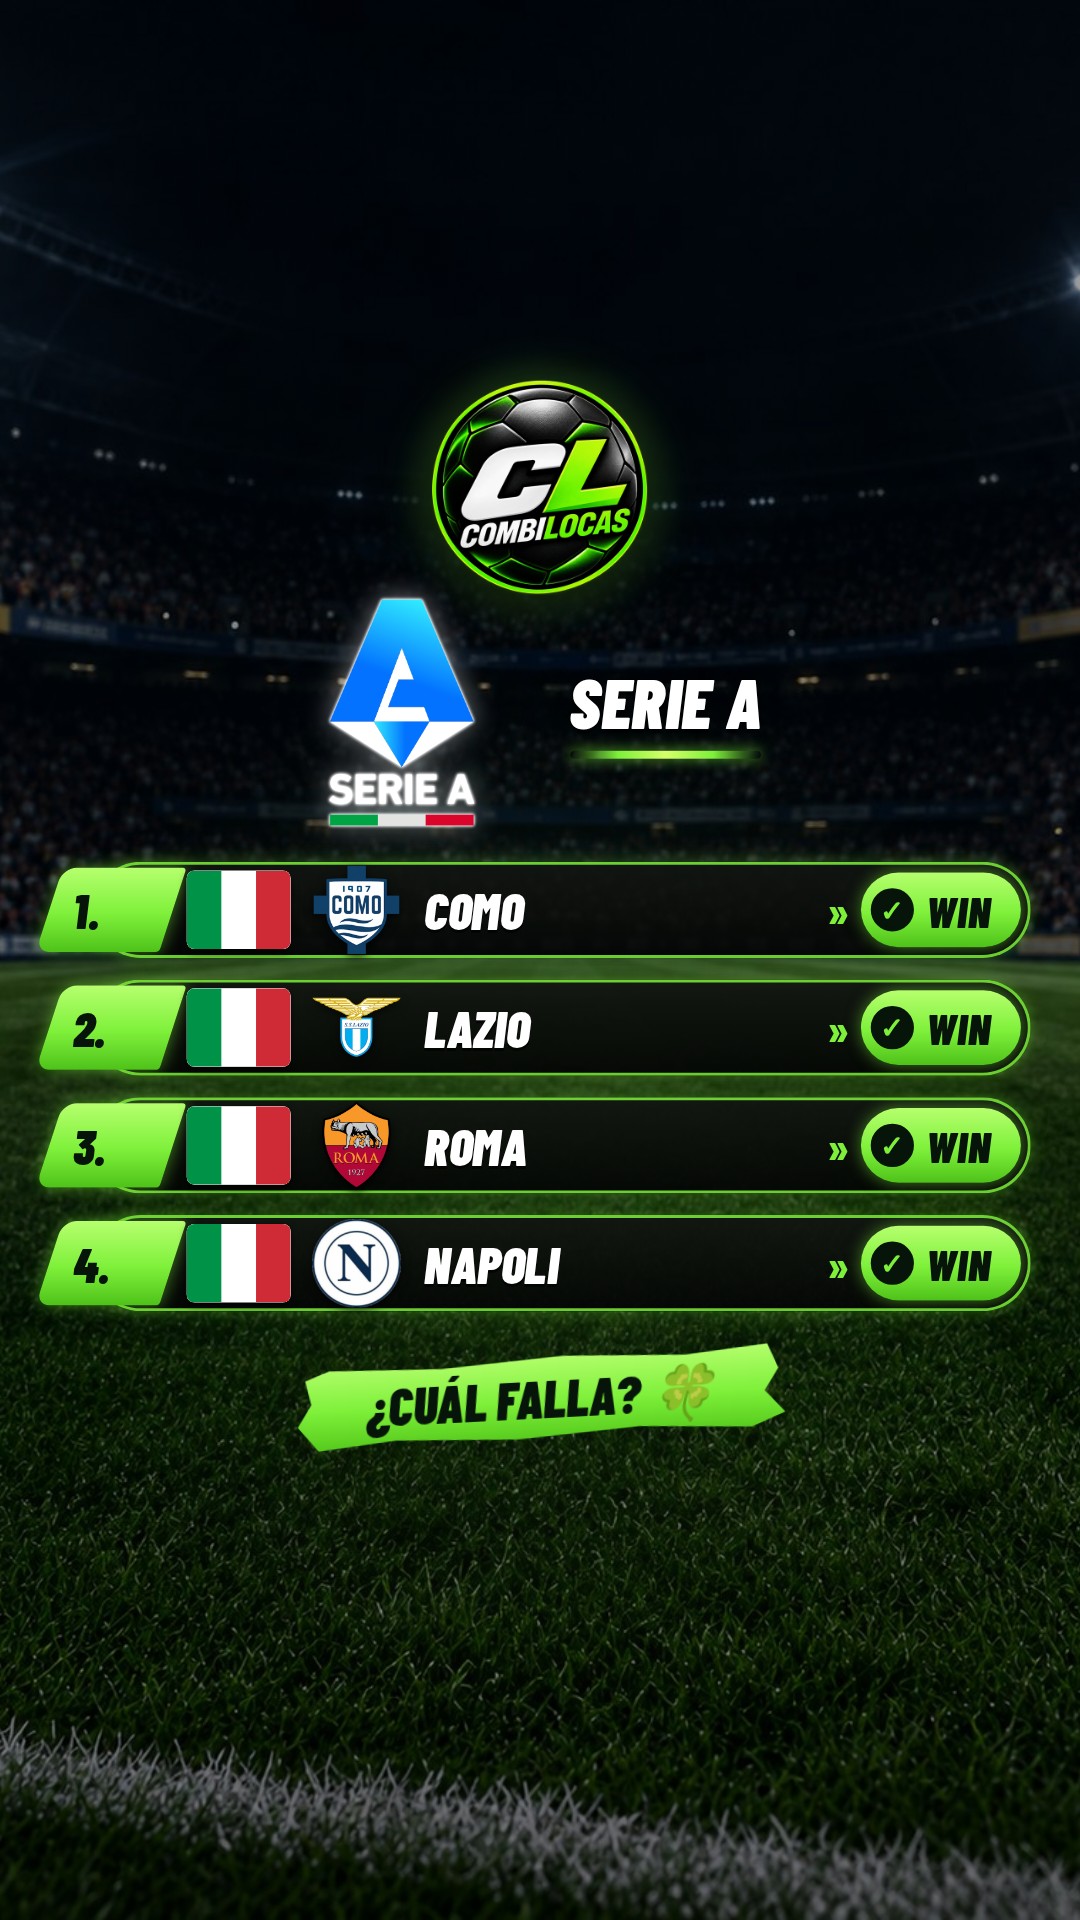 CL
COMBILOCAS
SERIE A
SERIE A
1. 1907 COMO COMO » ✓ WIN
2. S.S.LAZIO LAZIO » ✓ WIN
3. ROMA 1927 ROMA » ✓ WIN
4. N NAPOLI » ✓ WIN
¿CUÁL FALLA? 🍀